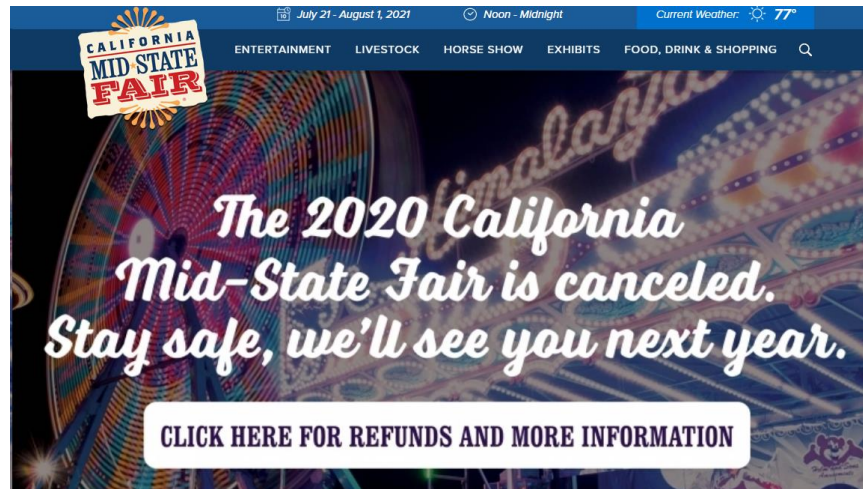 July 21 - August 1, 2021
Noon - Midnight
Current Weather: 77°
CALIFORNIA
MID-STATE
FAIR
ENTERTAINMENT LIVESTOCK HORSE SHOW EXHIBITS FOOD, DRINK & SHOPPING
Himalaya
The 2020 California
Mid-State Fair is canceled.
Stay safe, we'll see you next year.
CLICK HERE FOR REFUNDS AND MORE INFORMATION